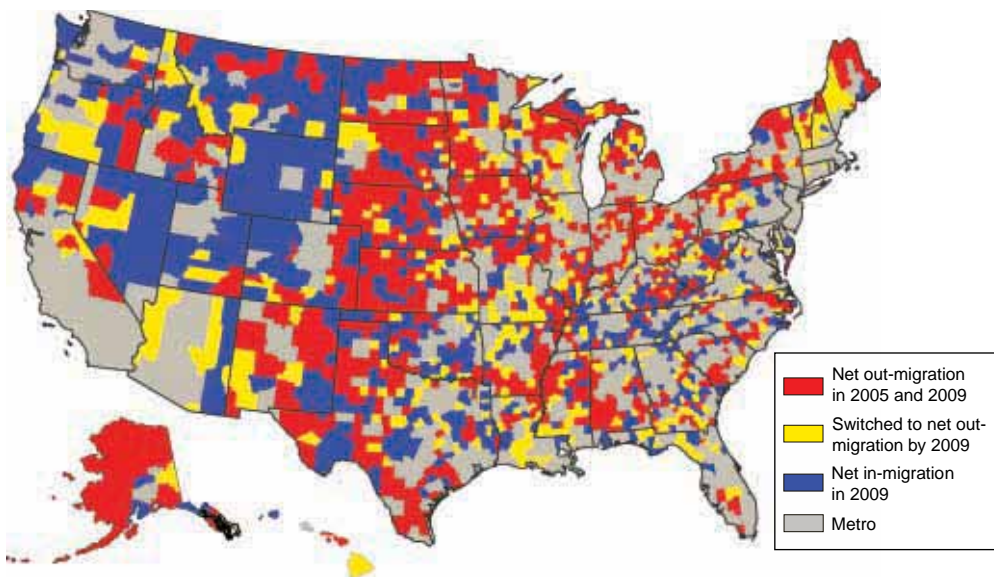 Net out-migration
in 2005 and 2009
Switched to net out-
migration by 2009
Net in-migration
in 2009
Metro